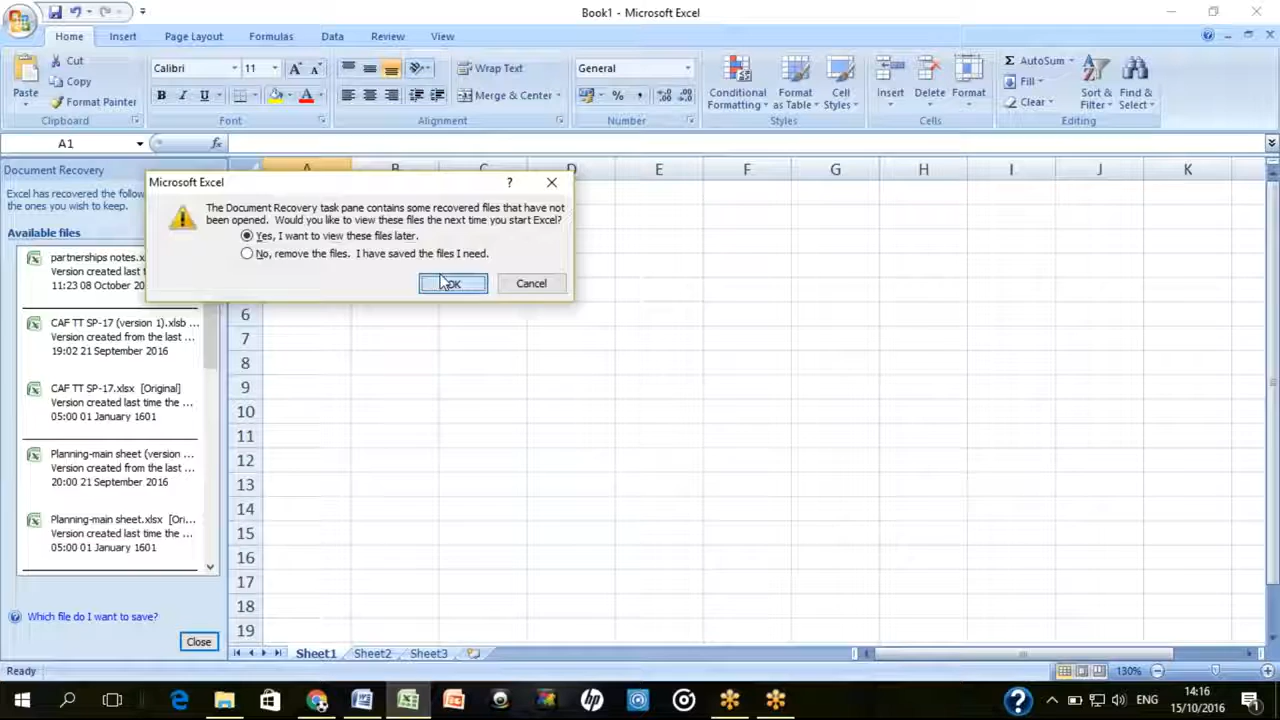 Book1 - Microsoft Excel
Home Insert Page Layout Formulas Data Review View
Paste
Cut
Copy
Format Painter
Clipboard
Calibri 11
Font
Wrap Text
Merge & Center
Alignment
General
Number
Conditional Formatting
Format as Table
Cell Styles
Styles
Insert Delete Format
Cells
AutoSum
Fill
Clear
Sort & Filter
Find & Select
Editing
A1
fx
Document Recovery
Excel has recovered the
the ones you wish to keep.
Available files
partnerships notes.x
Version created last t
11:23 08 October 20
CAF TT SP-17 (version 1).xlsb ...
Version created from the last ...
19:02 21 September 2016
CAF TT SP-17.xlsx [Original]
Version created last time the ...
05:00 01 January 1601
Planning-main sheet (version ...
Version created from the last ...
20:00 21 September 2016
Planning-main sheet.xlsx [Ori...
Version created last time the ...
05:00 01 January 1601
Which file do I want to save?
Close
Microsoft Excel
The Document Recovery task pane contains some recovered files that have not
been opened. Would you like to view these files the next time you start Excel?
Yes, I want to view these files later.
No, remove the files. I have saved the files I need.
OK Cancel
E F G H I J K
6
7
8
9
10
11
12
13
14
15
16
17
18
19
Sheet1 Sheet2 Sheet3
Ready
130%
ENG
14:16
15/10/2016